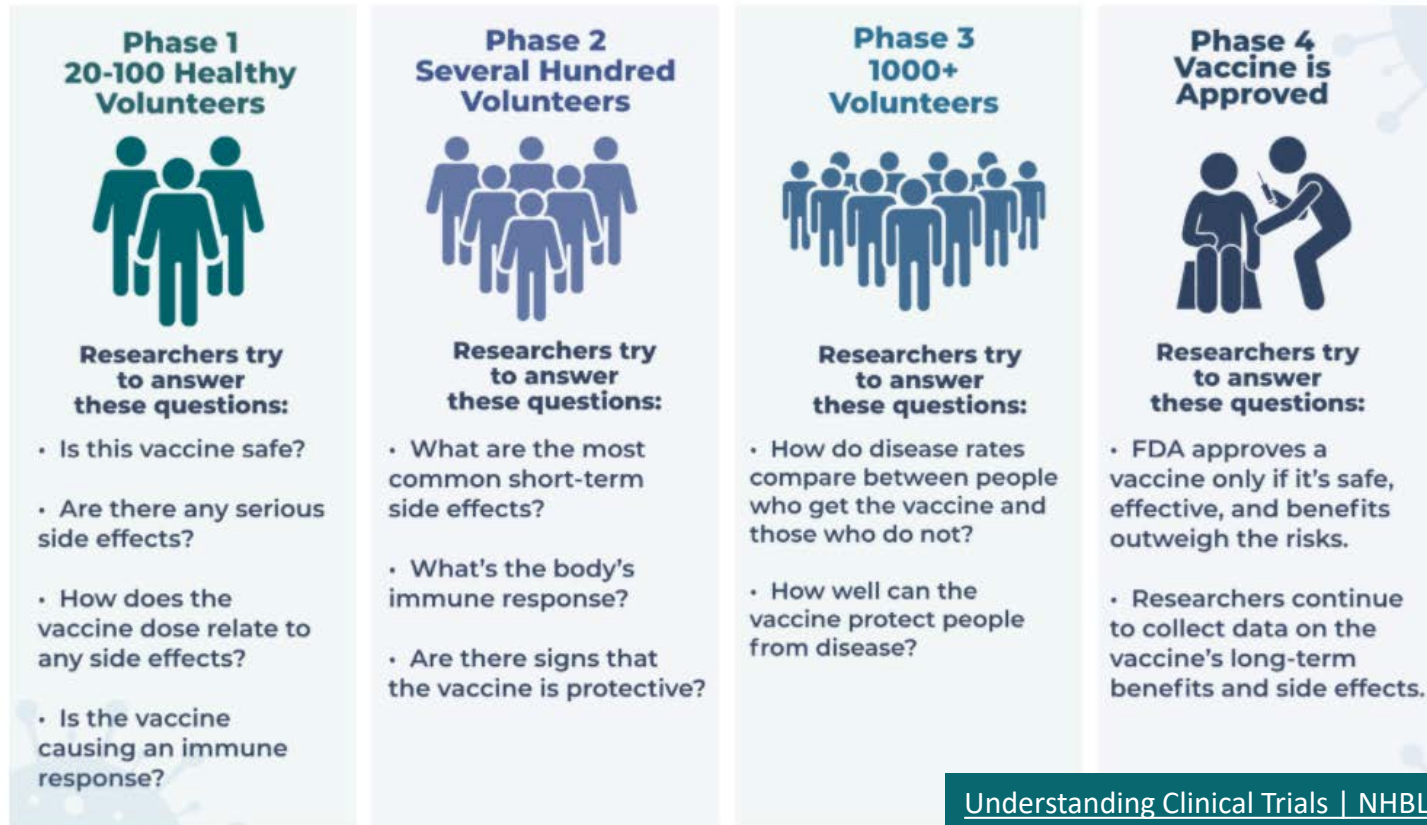 Phase 1
20-100 Healthy
Volunteers
Researchers try
to answer
these questions:
• Is this vaccine safe?
• Are there any serious
side effects?
• How does the
vaccine dose relate to
any side effects?
• Is the vaccine
causing an immune
response?
Phase 2
Several Hundred
Volunteers
Researchers try
to answer
these questions:
• What are the most
common short-term
side effects?
• What's the body's
immune response?
• Are there signs that
the vaccine is protective?
Phase 3
1000+
Volunteers
Researchers try
to answer
these questions:
• How do disease rates
compare between people
who get the vaccine and
those who do not?
• How well can the
vaccine protect people
from disease?
Phase 4
Vaccine is
Approved
Researchers try
to answer
these questions:
• FDA approves a
vaccine only if it's safe,
effective, and benefits
outweigh the risks.
• Researchers continue
to collect data on the
vaccine's long-term
benefits and side effects.
Understanding Clinical Trials | NHBL